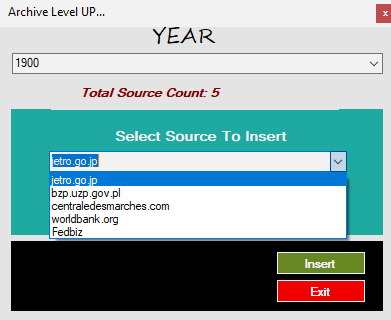 Archive Level UP...
x
YEAR
1900
Total Source Count: 5
Select Source To Insert
jetro.go.jp
jetro.go.jp
bzp.uzp.gov.pl
centraledesmarches.com
worldbank.org
Fedbiz
Insert
Exit